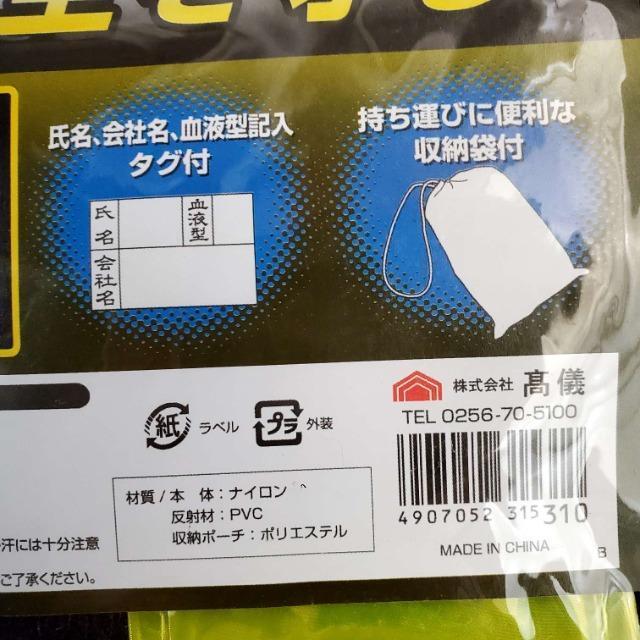 氏名、会社名、血液型記入
タグ付
氏名
血液型
会社名
持ち運びに便利な
収納袋付
株式会社 髙儀
TEL 0256-70-5100
紙 ラベル
プラ 外装
材質 / 本 体 : ナイロン
反射材 : PVC
収納ポーチ : ポリエステル
4907052 315310
MADE IN CHINA
B
汗には十分注意
ご了承ください。